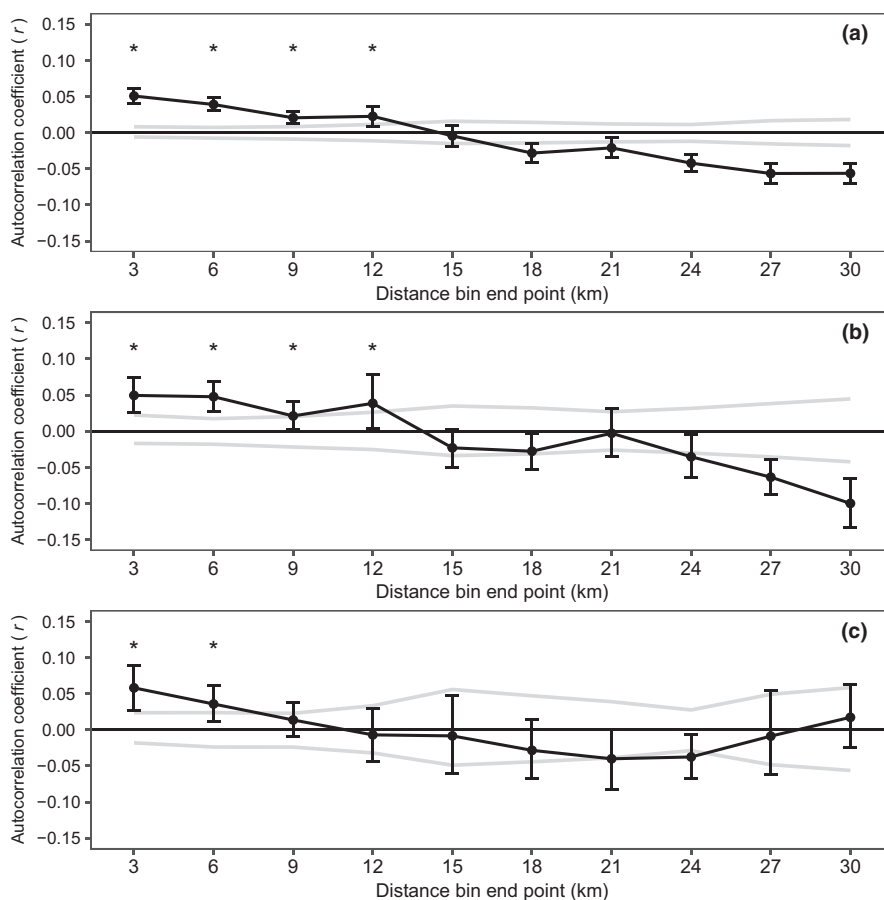 (a)
* * * *
Autocorrelation coefficient (r)
0.15
0.10
0.05
0.00
−0.05
−0.10
−0.15
3 6 9 12 15 18 21 24 27 30
Distance bin end point (km)
(b)
* * * *
Autocorrelation coefficient (r)
0.15
0.10
0.05
0.00
−0.05
−0.10
−0.15
3 6 9 12 15 18 21 24 27 30
Distance bin end point (km)
(c)
* *
Autocorrelation coefficient (r)
0.15
0.10
0.05
0.00
−0.05
−0.10
−0.15
3 6 9 12 15 18 21 24 27 30
Distance bin end point (km)